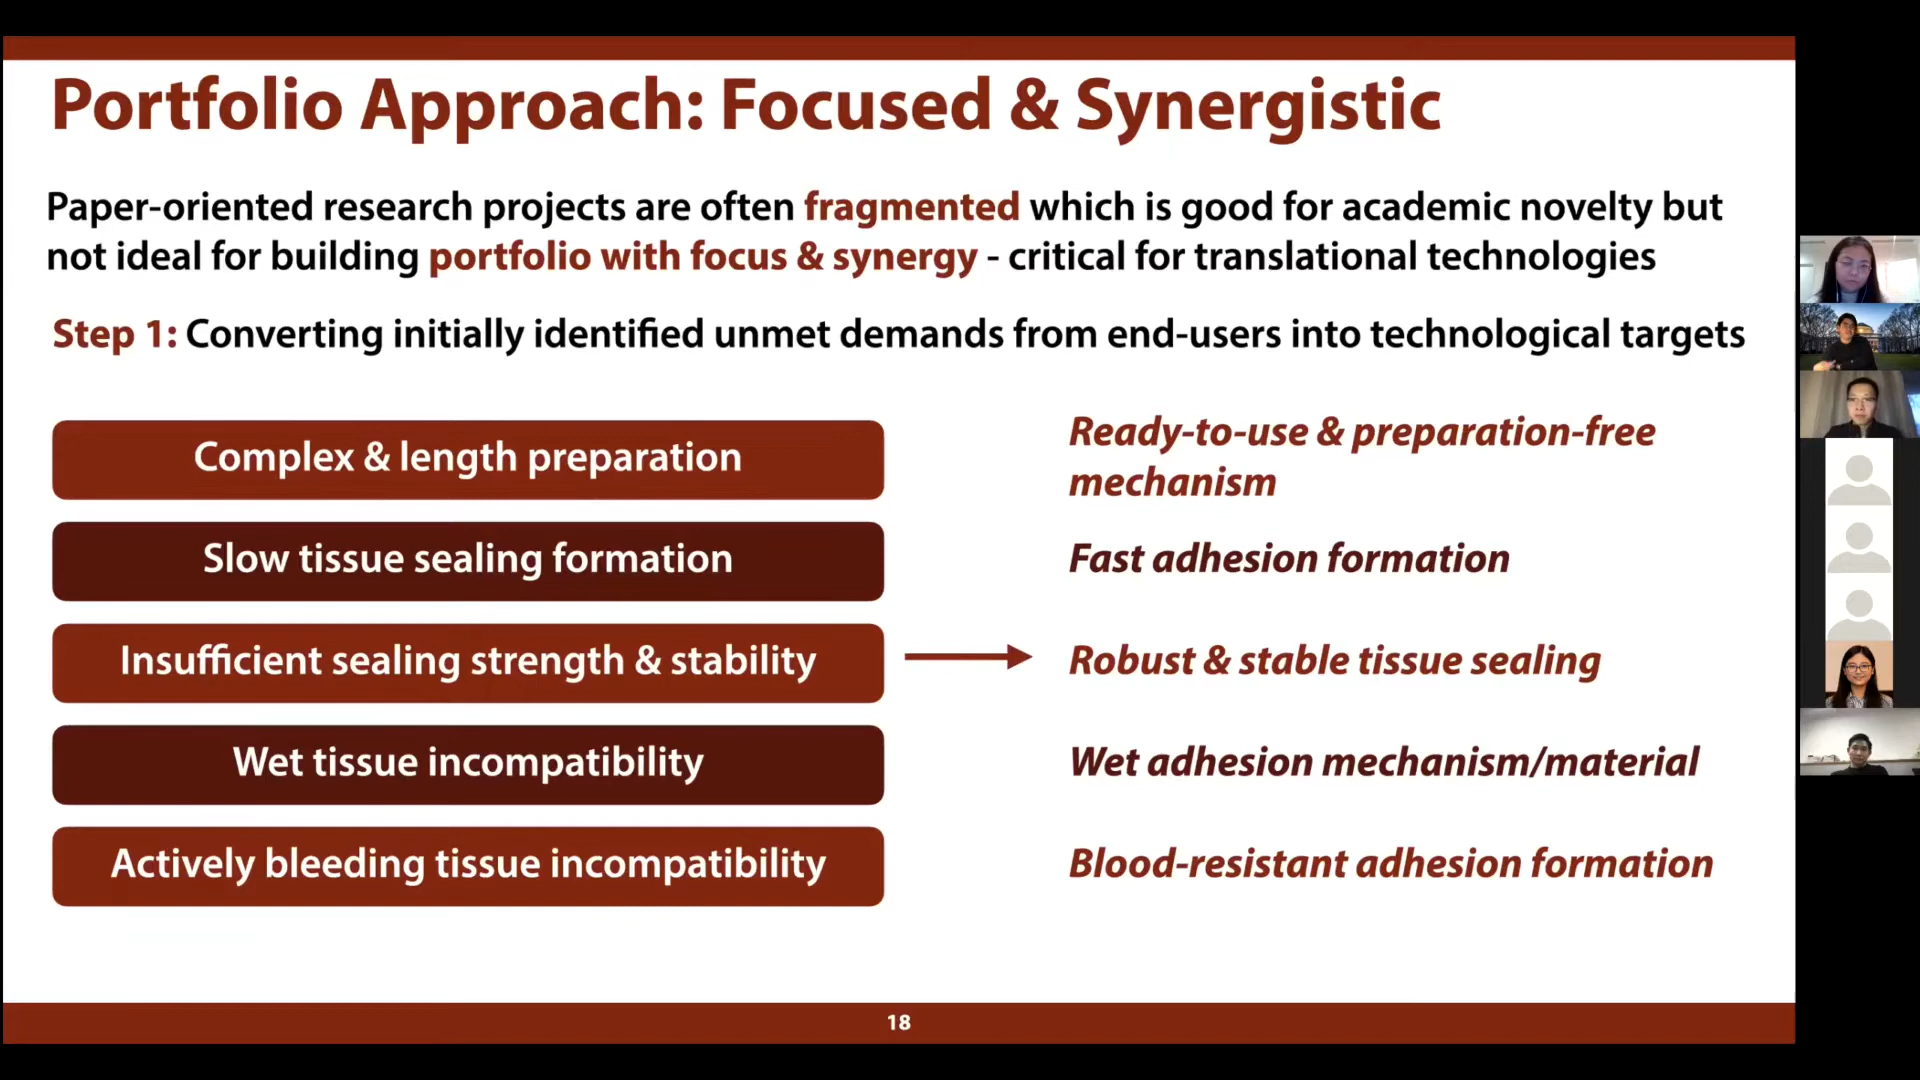 Portfolio Approach: Focused & Synergistic
Paper-oriented research projects are often fragmented which is good for academic novelty but
not ideal for building portfolio with focus & synergy - critical for translational technologies
Step 1: Converting initially identified unmet demands from end-users into technological targets
Complex & length preparation
Ready-to-use & preparation-free
mechanism
Slow tissue sealing formation
Fast adhesion formation
Insufficient sealing strength & stability
Robust & stable tissue sealing
Wet tissue incompatibility
Wet adhesion mechanism/material
Actively bleeding tissue incompatibility
Blood-resistant adhesion formation
18